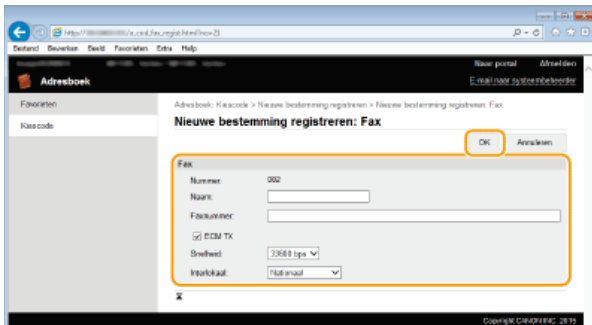 Bestand Bewerken Beeld Favorieten Extra Help
Naar portal Afmelden
Adresboek
E-mail naar systeembeheerder
Favorieten
Kiescode
Adresboek: Kiescode > Nieuwe bestemming registreren > Nieuwe bestemming registreren: Fax
Nieuwe bestemming registreren: Fax
OK Annuleren
Fax
Nummer: 002
Naam:
Faxnummer:
ECM TX
Snelheid: 33600 bps
Interlokaal: Nationaal
Copyright CANON INC. 2015